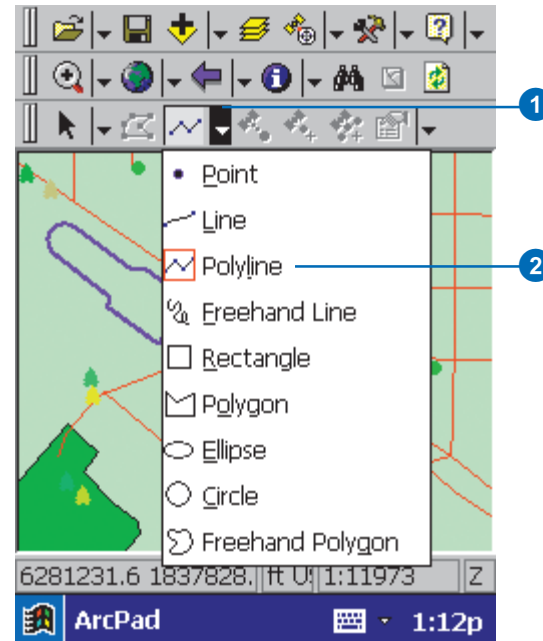 1
Point
Line
Polyline
2
Freehand Line
Rectangle
Polygon
Ellipse
Circle
Freehand Polygon
6281231.6 1837828. ft U 1:11973 Z
ArcPad 1:12p